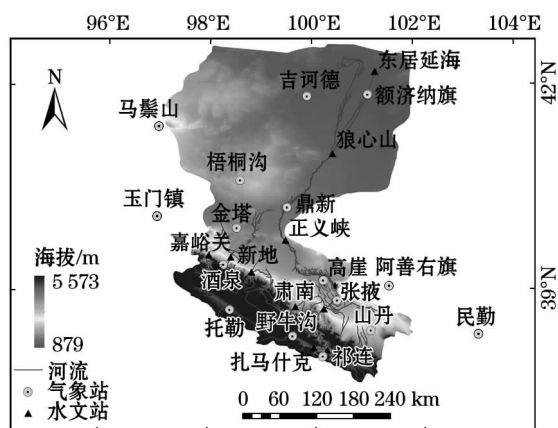 96°E 98°E 100°E 102°E 104°E
N
东居延海
42°N
吉诃德
额济纳旗
马鬃山
狼心山
梧桐沟
玉门镇
鼎新
金塔
正义峡
嘉峪关
新地
海拔/m
高崖 阿善右旗
5 573
酒泉
肃南
张掖
39°N
山丹
879
托勒
野牛沟
民勤
河流
扎马什克
祁连
气象站
水文站
0 60 120 180 240 km